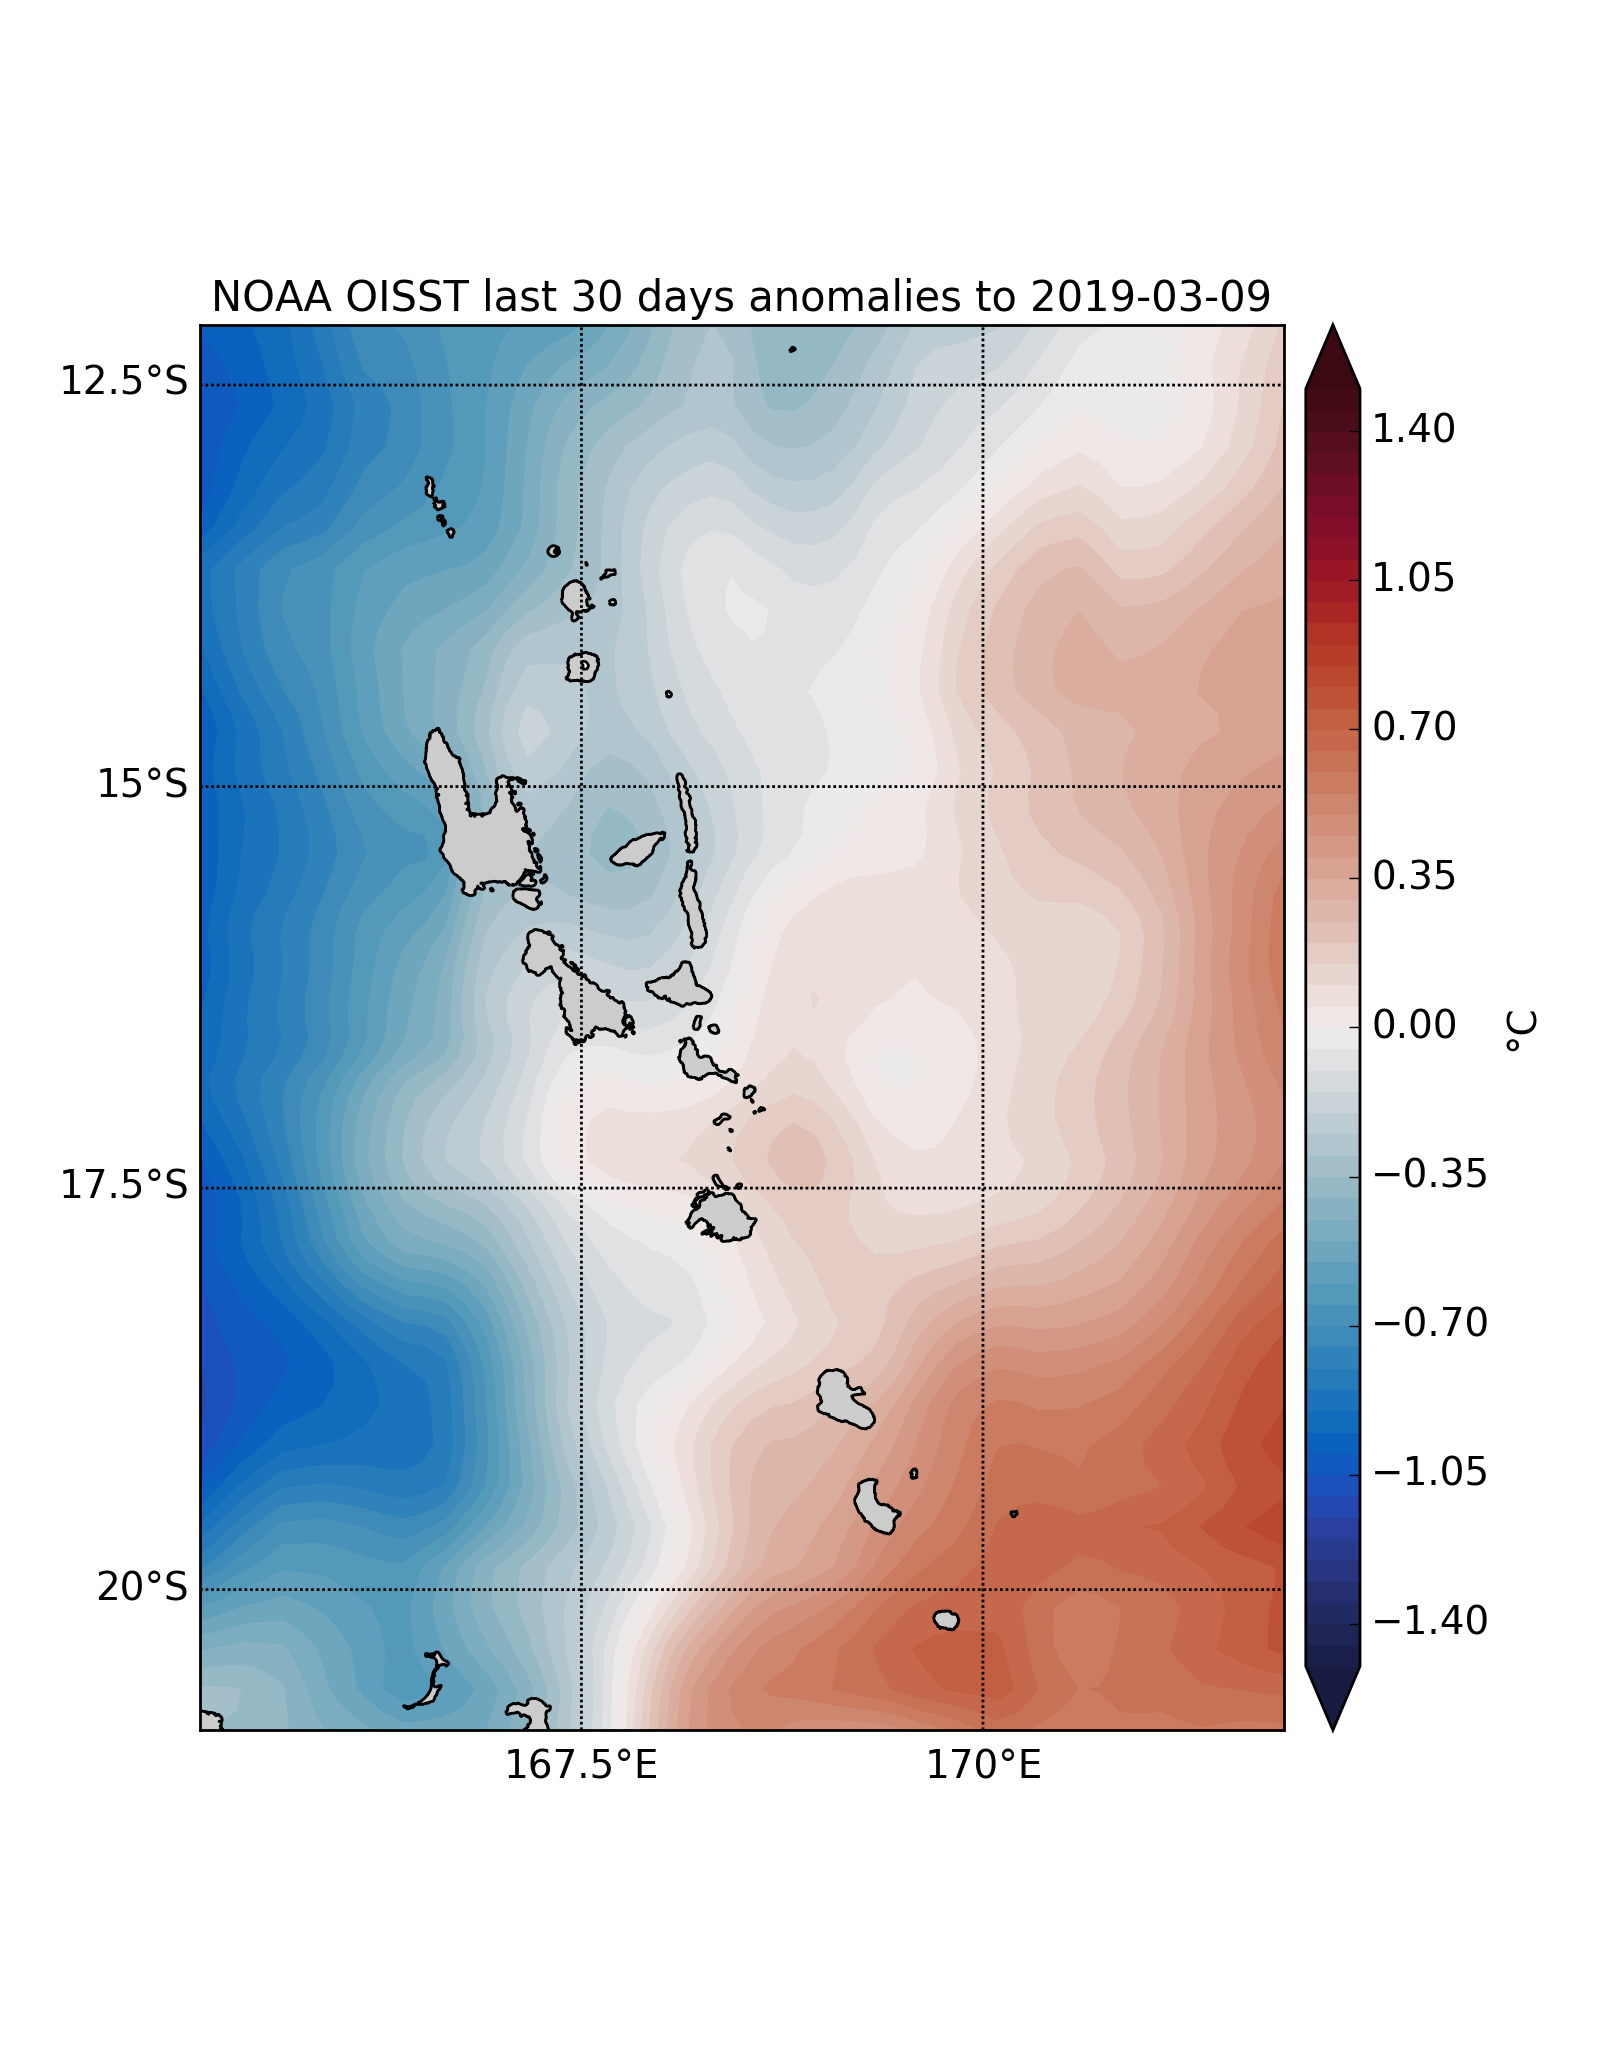 NOAA OISST last 30 days anomalies to 2019-03-09
12.5°S
15°S
17.5°S
20°S
167.5°E
170°E
1.40
1.05
0.70
0.35
0.00
−0.35
−0.70
−1.05
−1.40
°C